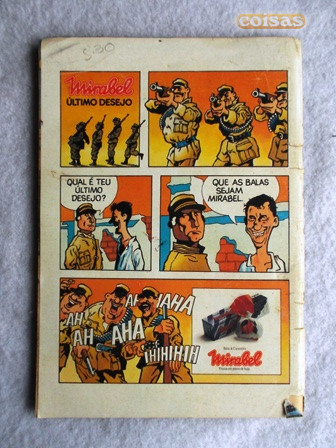 coisas
500
Mirabel
ÚLTIMO DESEJO
QUAL É TEU
ÚLTIMO
DESEJO?
QUE AS BALAS
SEJAM
MIRABEL.
AH
AH
AHA
AHAHA
IHIHIHIH
Mirabel